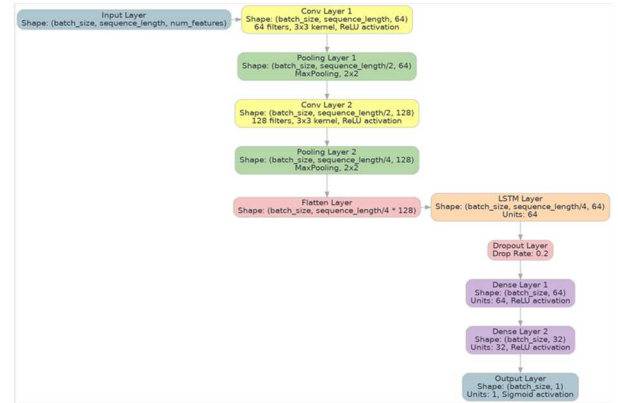 Input Layer
Shape: (batch_size, sequence_length, num_features)
Conv Layer 1
Shape: (batch_size, sequence_length, 64)
64 filters, 3x3 kernel, ReLU activation
Pooling Layer 1
Shape: (batch_size, sequence_length/2, 64)
MaxPooling, 2x2
Conv Layer 2
Shape: (batch_size, sequence_length/2, 128)
128 filters, 3x3 kernel, ReLU activation
Pooling Layer 2
Shape: (batch_size, sequence_length/4, 128)
MaxPooling, 2x2
Flatten Layer
Shape: (batch_size, sequence_length/4 * 128)
LSTM Layer
Shape: (batch_size, sequence_length/4, 64)
Units: 64
Dropout Layer
Drop Rate: 0.2
Dense Layer 1
Shape: (batch_size, 64)
Units: 64, ReLU activation
Dense Layer 2
Shape: (batch_size, 32)
Units: 32, ReLU activation
Output Layer
Shape: (batch_size, 1)
Units: 1, Sigmoid activation